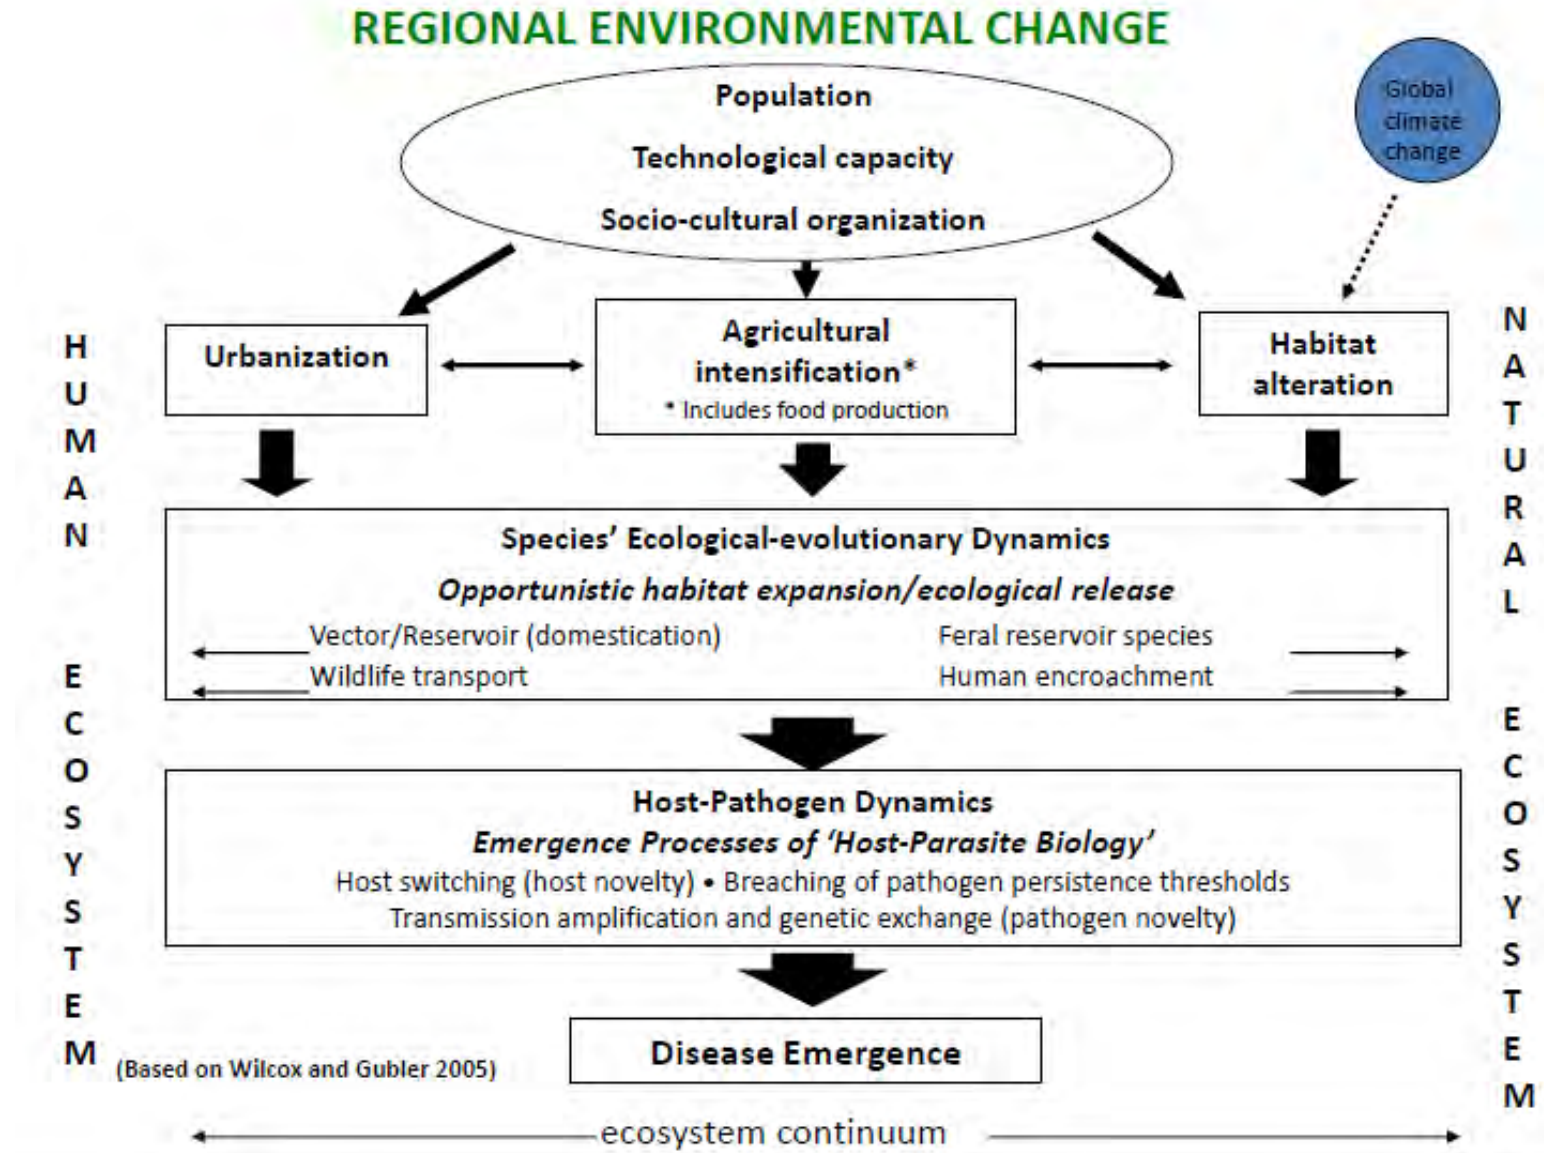 REGIONAL ENVIRONMENTAL CHANGE
Population
Technological capacity
Socio-cultural organization
Global
climate
change
Urbanization
Agricultural
intensification*
* Includes food production
Habitat
alteration
HUMAN ECOSYSTEM
NATURAL ECOSYSTEM
Species’ Ecological-evolutionary Dynamics
Opportunistic habitat expansion/ecological release
Vector/Reservoir (domestication)
Feral reservoir species
Wildlife transport
Human encroachment
Host-Pathogen Dynamics
Emergence Processes of ‘Host-Parasite Biology’
Host switching (host novelty) • Breaching of pathogen persistence thresholds
Transmission amplification and genetic exchange (pathogen novelty)
Disease Emergence
(Based on Wilcox and Gubler 2005)
ecosystem continuum